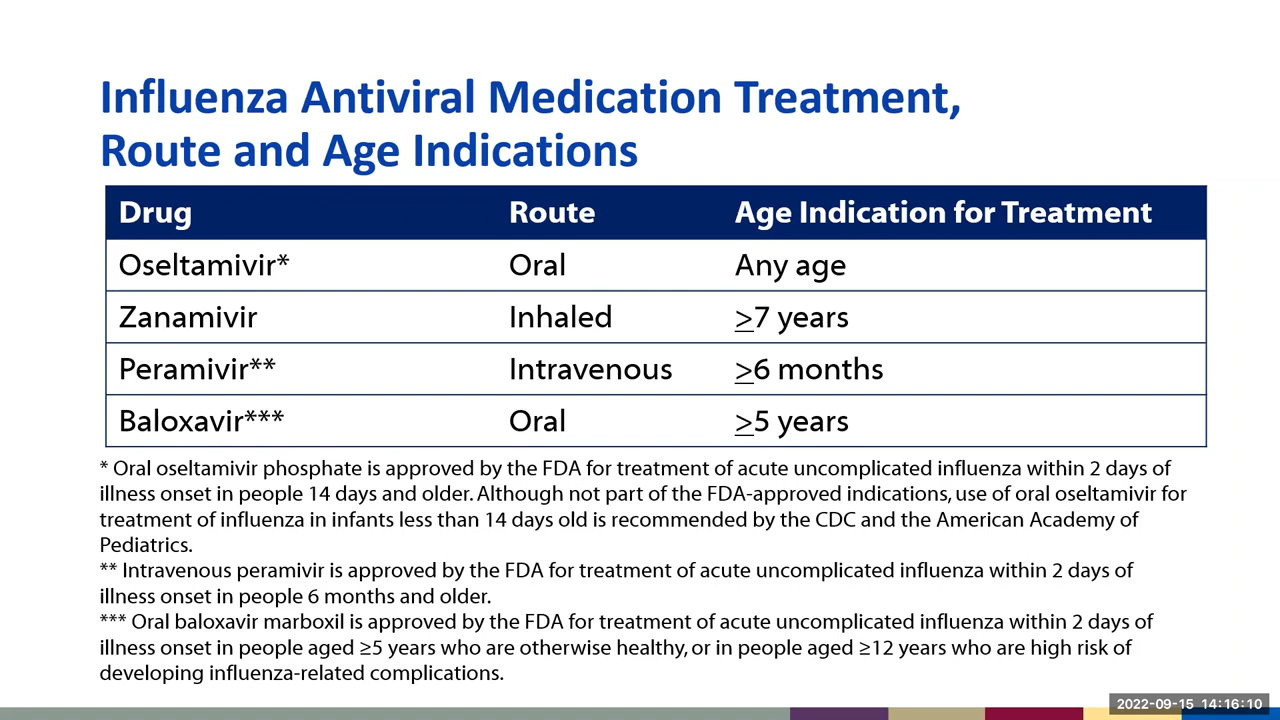 Influenza Antiviral Medication Treatment,
Route and Age Indications
Drug Route Age Indication for Treatment
Oseltamivir* Oral Any age
Zanamivir Inhaled ≥7 years
Peramivir** Intravenous ≥6 months
Baloxavir*** Oral ≥5 years
* Oral oseltamivir phosphate is approved by the FDA for treatment of acute uncomplicated influenza within 2 days of
illness onset in people 14 days and older. Although not part of the FDA-approved indications, use of oral oseltamivir for
treatment of influenza in infants less than 14 days old is recommended by the CDC and the American Academy of
Pediatrics.
** Intravenous peramivir is approved by the FDA for treatment of acute uncomplicated influenza within 2 days of
illness onset in people 6 months and older.
*** Oral baloxavir marboxil is approved by the FDA for treatment of acute uncomplicated influenza within 2 days of
illness onset in people aged ≥5 years who are otherwise healthy, or in people aged ≥12 years who are high risk of
developing influenza-related complications.
2022-09-15 14:16:10